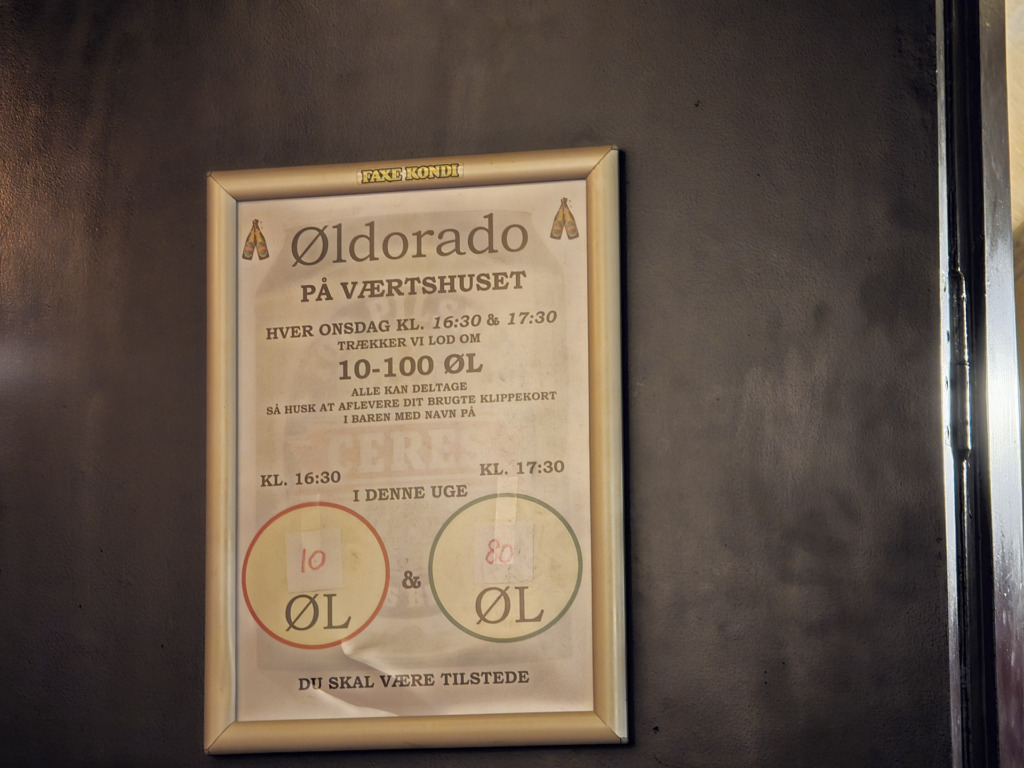 FAXE KONDI
Øldorado
PÅ VÆRTSHUSET
HVER ONSDAG KL. 16:30 & 17:30
TRÆKKER VI LOD OM
10-100 ØL
ALLE KAN DELTAGE
SÅ HUSK AT AFLEVERE DIT BRUGTE KLIPPEKORT
I BAREN MED NAVN PÅ
CERES
KL. 16:30
KL. 17:30
I DENNE UGE
10
ØL
&
80
ØL
DU SKAL VÆRE TILSTEDE